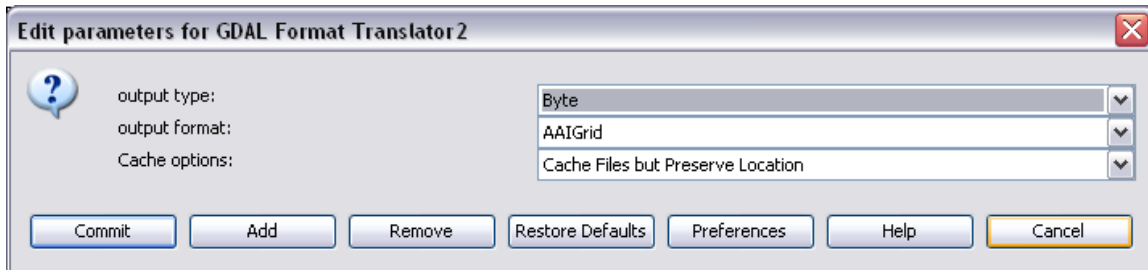 Edit parameters for GDAL Format Translator2
output type: Byte
output format: AAIGrid
Cache options: Cache Files but Preserve Location
Commit Add Remove Restore Defaults Preferences Help Cancel